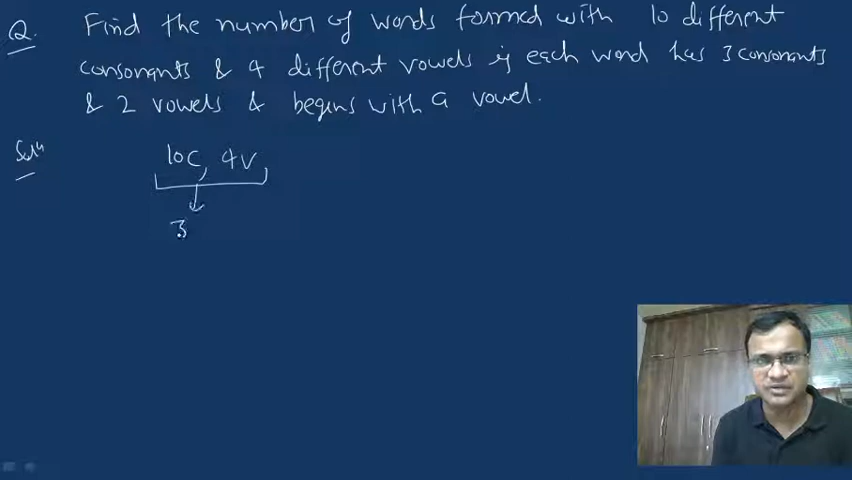 Q. Find the number of words formed with 10 different
consonants & 4 different vowels if each word has 3 consonants
& 2 vowels & begins with a vowel.
Solⁿ
10C, 4V
3